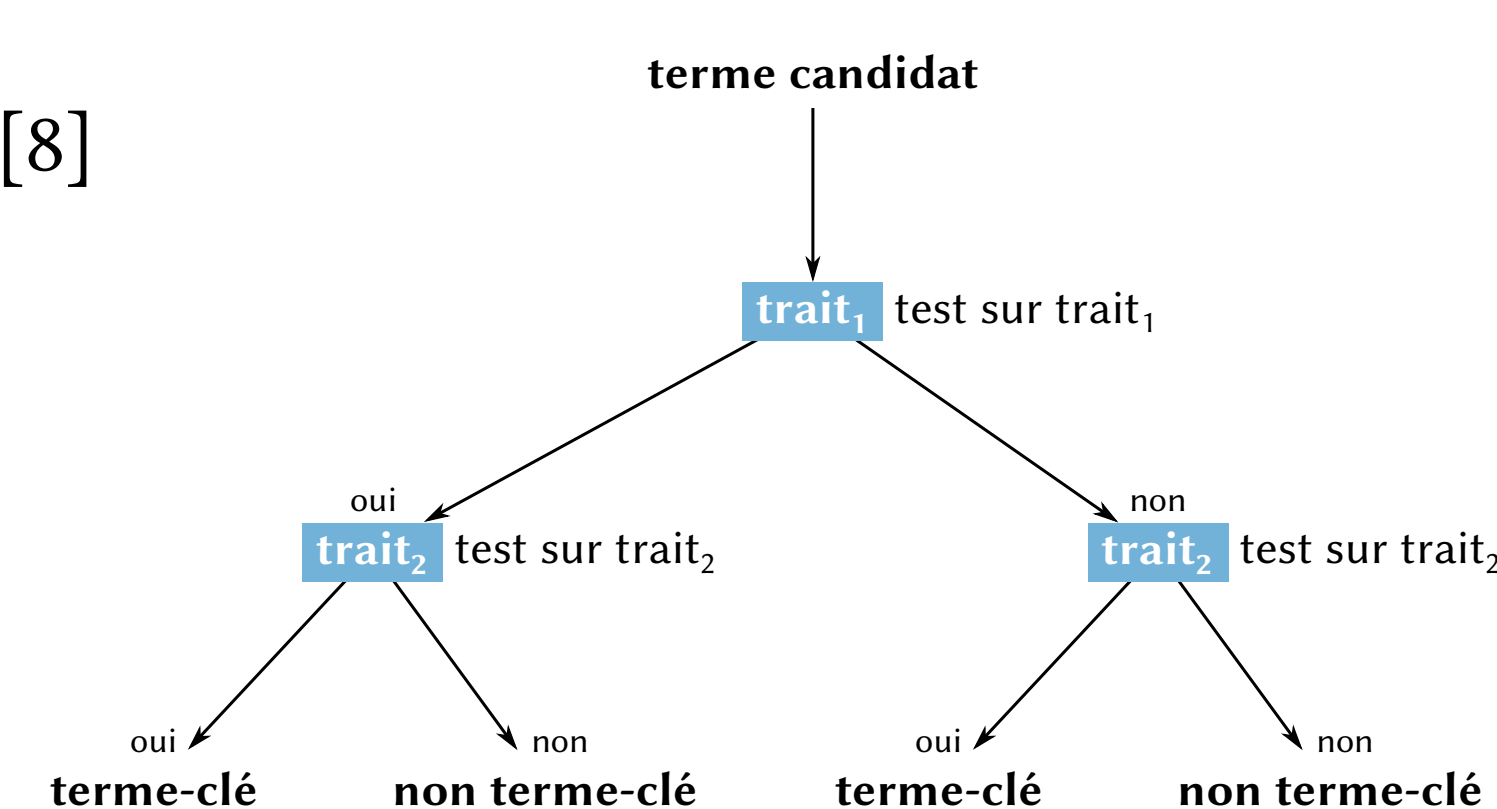 terme candidat
[8]
trait₁ test sur trait₁
oui non
trait₂ test sur trait₂ trait₂ test sur trait₂
oui non oui non
terme-clé non terme-clé terme-clé non terme-clé